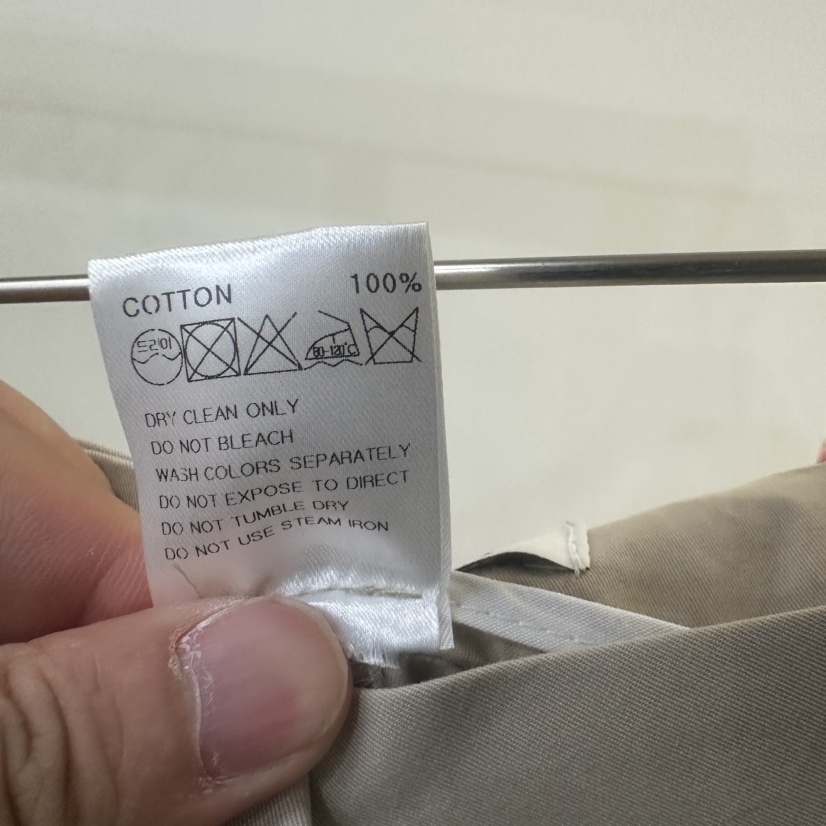 COTTON 100%
드라이 80-120℃
DRY CLEAN ONLY
DO NOT BLEACH
WASH COLORS SEPARATELY
DO NOT EXPOSE TO DIRECT
DO NOT TUMBLE DRY
DO NOT USE STEAM IRON